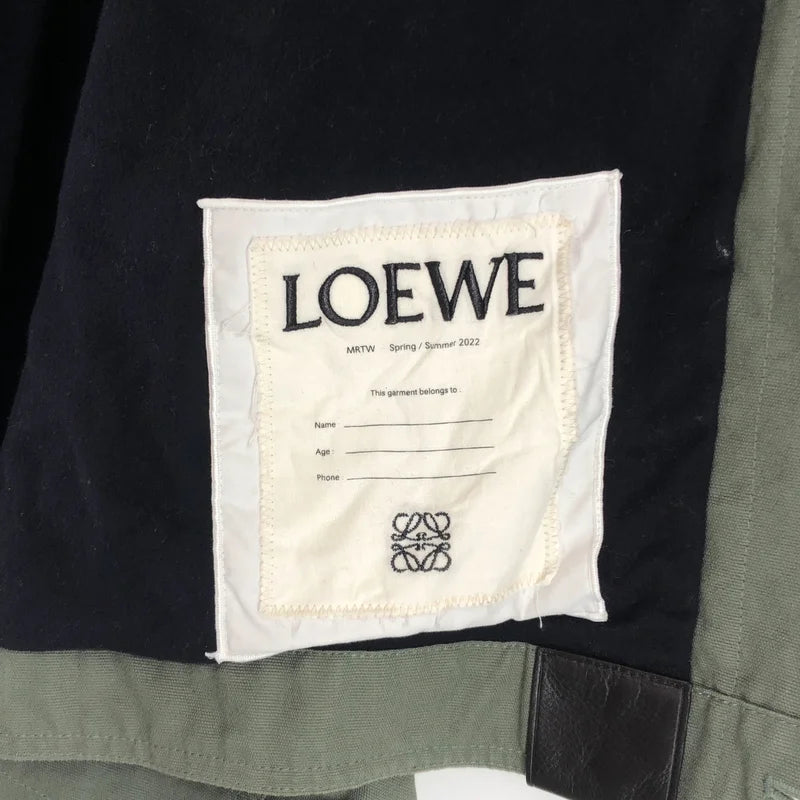 LOEWE
MRTW Spring / Summer 2022
This garment belongs to :
Name
Age :
Phone :